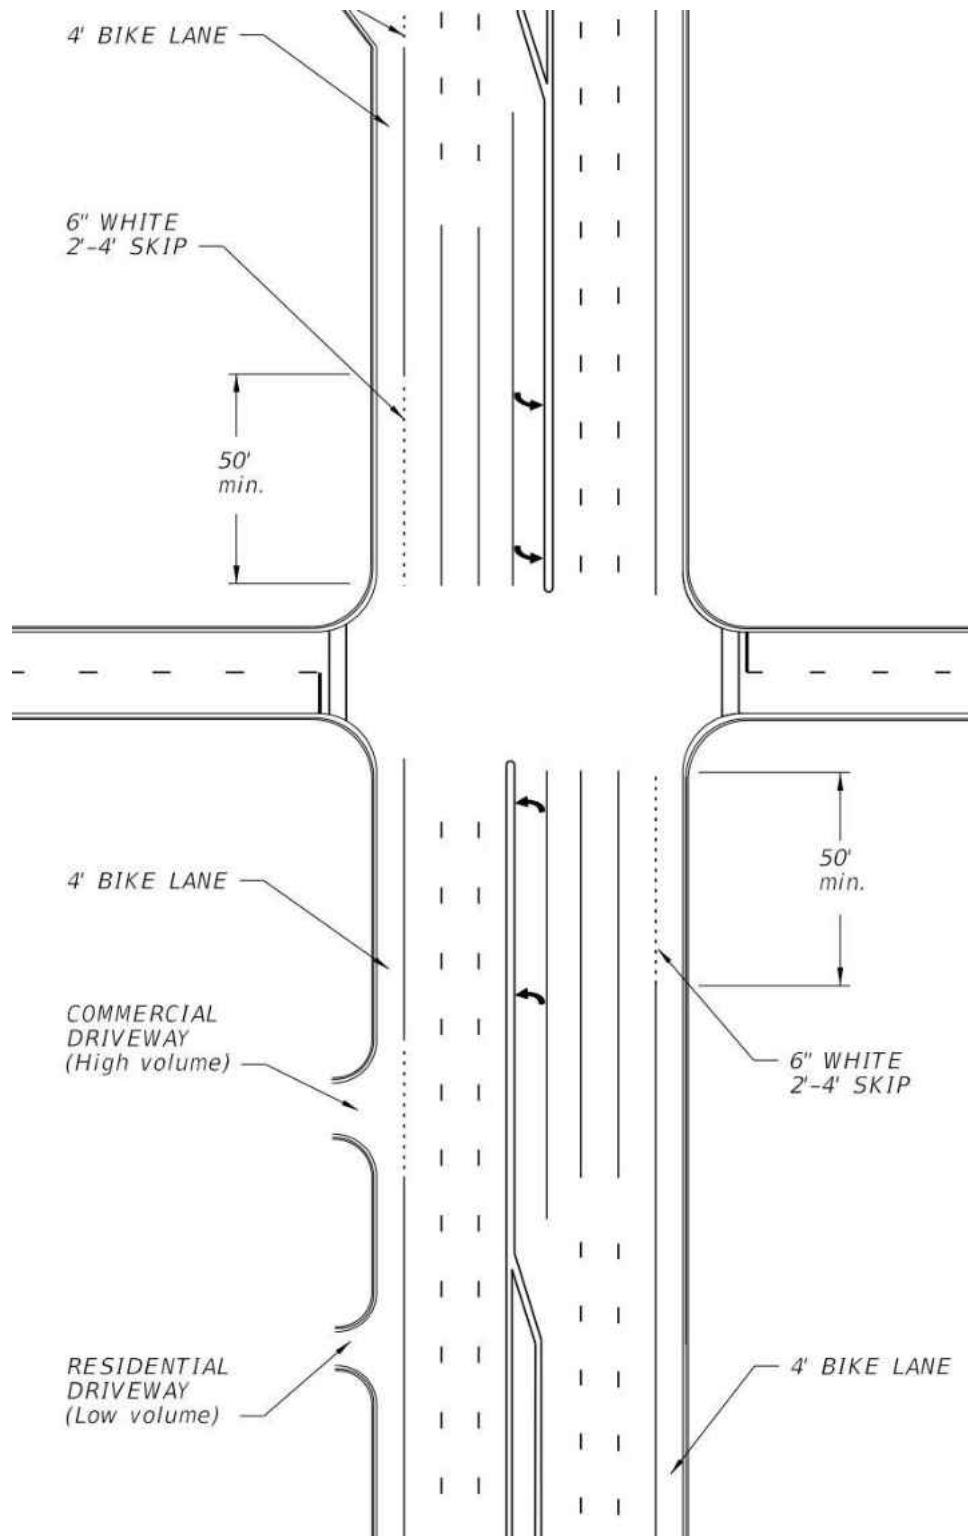 4' BIKE LANE
6" WHITE
2'-4' SKIP
50'
min.
4' BIKE LANE
50'
min.
COMMERCIAL
DRIVEWAY
(High volume)
6" WHITE
2'-4' SKIP
RESIDENTIAL
DRIVEWAY
(Low volume)
4' BIKE LANE